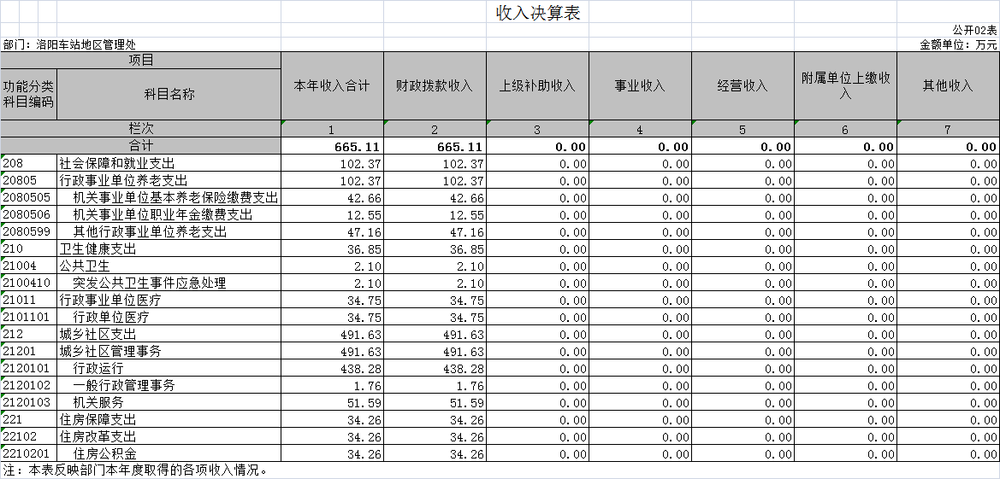 收入决算表
公开02表
部门：洛阳车站地区管理处 金额单位：万元
项目 本年收入合计 财政拨款收入 上级补助收入 事业收入 经营收入 附属单位上缴收入 其他收入
功能分类科目编码 科目名称
栏次 1 2 3 4 5 6 7
合计 665.11 665.11 0.00 0.00 0.00 0.00 0.00
208 社会保障和就业支出 102.37 102.37 0.00 0.00 0.00 0.00 0.00
20805 行政事业单位养老支出 102.37 102.37 0.00 0.00 0.00 0.00 0.00
2080505 机关事业单位基本养老保险缴费支出 42.66 42.66 0.00 0.00 0.00 0.00 0.00
2080506 机关事业单位职业年金缴费支出 12.55 12.55 0.00 0.00 0.00 0.00 0.00
2080599 其他行政事业单位养老支出 47.16 47.16 0.00 0.00 0.00 0.00 0.00
210 卫生健康支出 36.85 36.85 0.00 0.00 0.00 0.00 0.00
21004 公共卫生 2.10 2.10 0.00 0.00 0.00 0.00 0.00
2100410 突发公共卫生事件应急处理 2.10 2.10 0.00 0.00 0.00 0.00 0.00
21011 行政事业单位医疗 34.75 34.75 0.00 0.00 0.00 0.00 0.00
2101101 行政单位医疗 34.75 34.75 0.00 0.00 0.00 0.00 0.00
212 城乡社区支出 491.63 491.63 0.00 0.00 0.00 0.00 0.00
21201 城乡社区管理事务 491.63 491.63 0.00 0.00 0.00 0.00 0.00
2120101 行政运行 438.28 438.28 0.00 0.00 0.00 0.00 0.00
2120102 一般行政管理事务 1.76 1.76 0.00 0.00 0.00 0.00 0.00
2120103 机关服务 51.59 51.59 0.00 0.00 0.00 0.00 0.00
221 住房保障支出 34.26 34.26 0.00 0.00 0.00 0.00 0.00
22102 住房改革支出 34.26 34.26 0.00 0.00 0.00 0.00 0.00
2210201 住房公积金 34.26 34.26 0.00 0.00 0.00 0.00 0.00
注：本表反映部门本年度取得的各项收入情况。